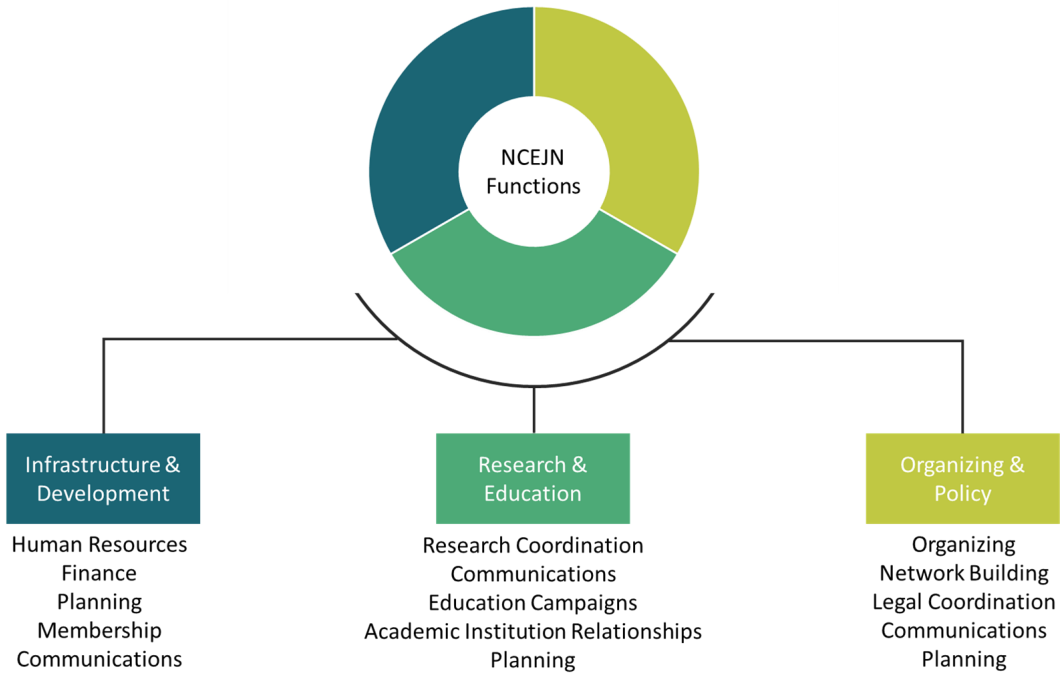 NCEJN
Functions
Infrastructure &
Development
Human Resources
Finance
Planning
Membership
Communications
Research &
Education
Research Coordination
Communications
Education Campaigns
Academic Institution Relationships
Planning
Organizing &
Policy
Organizing
Network Building
Legal Coordination
Communications
Planning